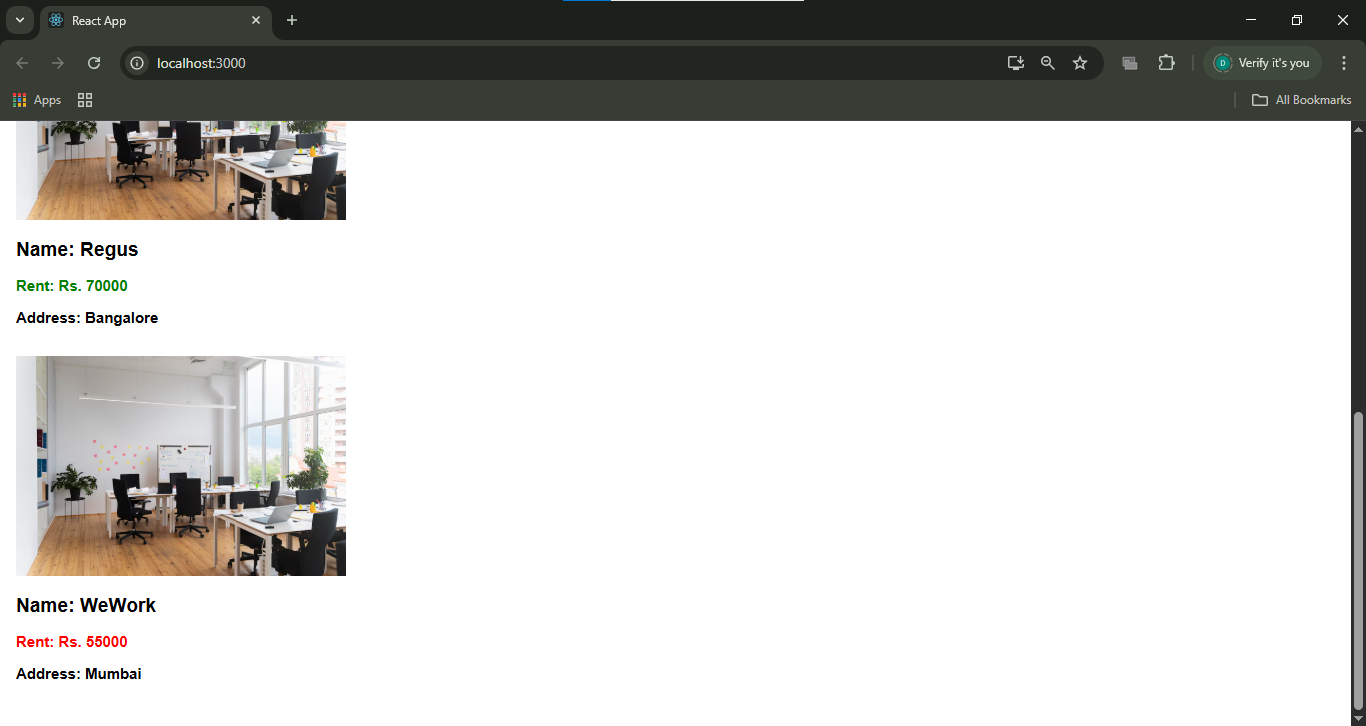 React App
localhost:3000
Verify it's you
D
Apps
All Bookmarks
Name: Regus
Rent: Rs. 70000
Address: Bangalore
Name: WeWork
Rent: Rs. 55000
Address: Mumbai